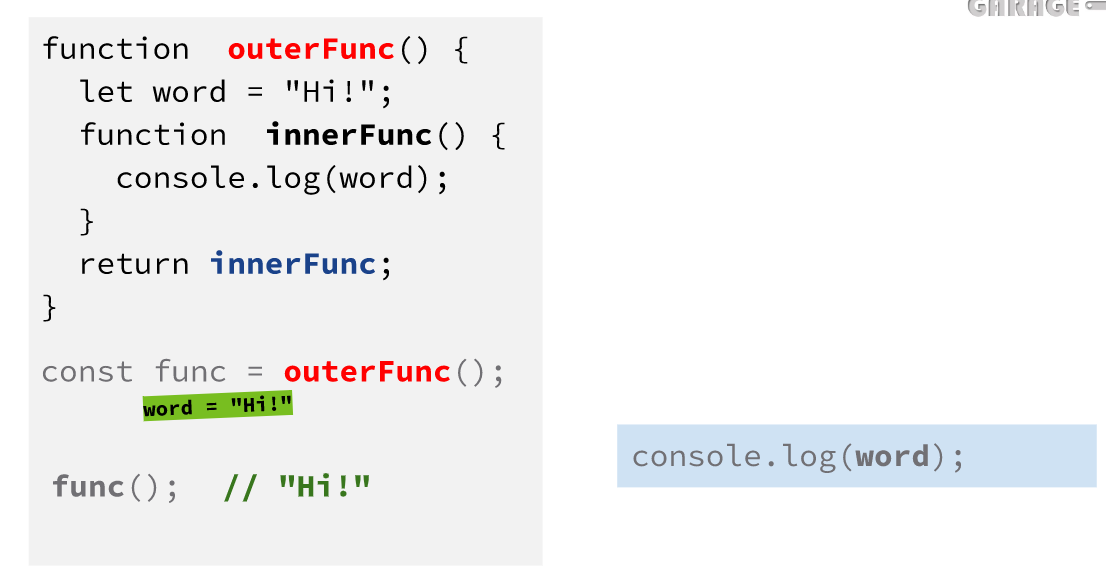 GARAGE
function outerFunc() {
let word = "Hi!";
function innerFunc() {
console.log(word);
}
return innerFunc;
}
const func = outerFunc();
word = "Hi!"
func(); // "Hi!"
console.log(word);